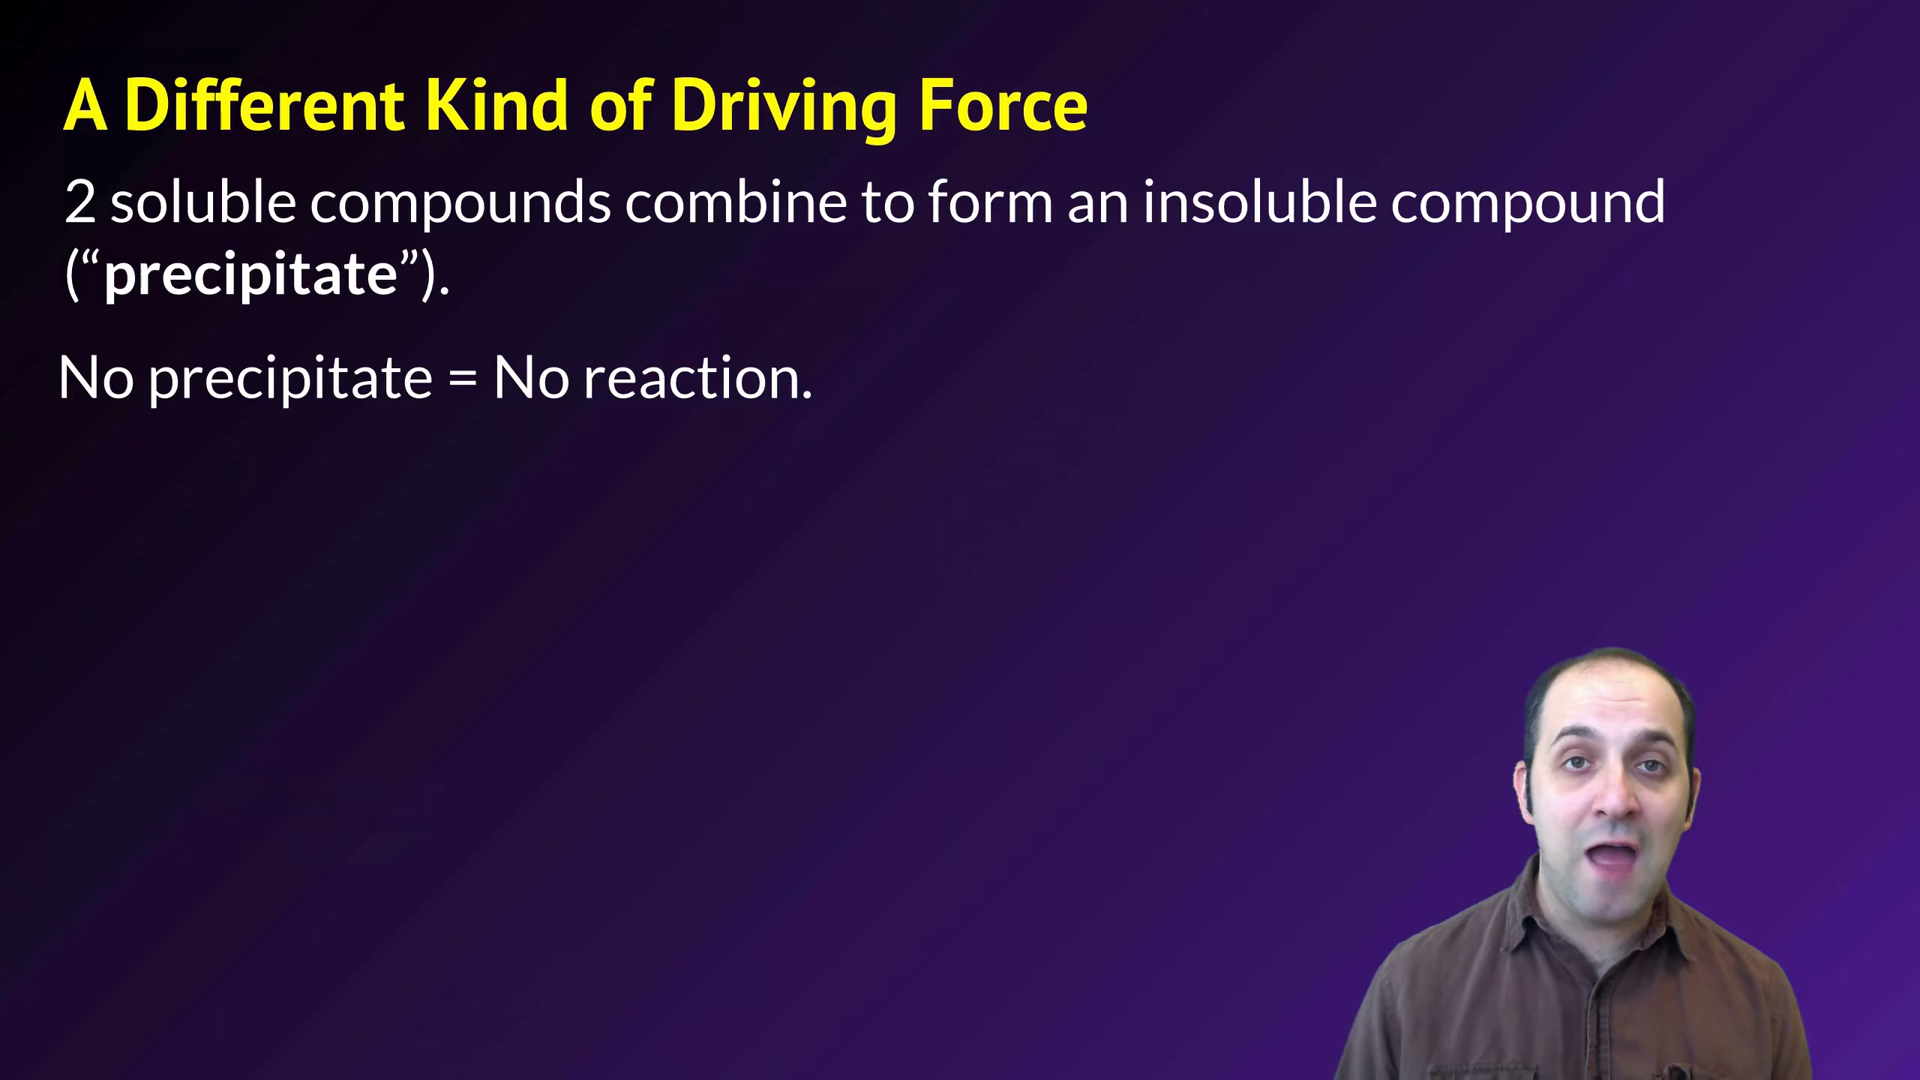 A Different Kind of Driving Force
2 soluble compounds combine to form an insoluble compound
(“precipitate”).
No precipitate = No reaction.